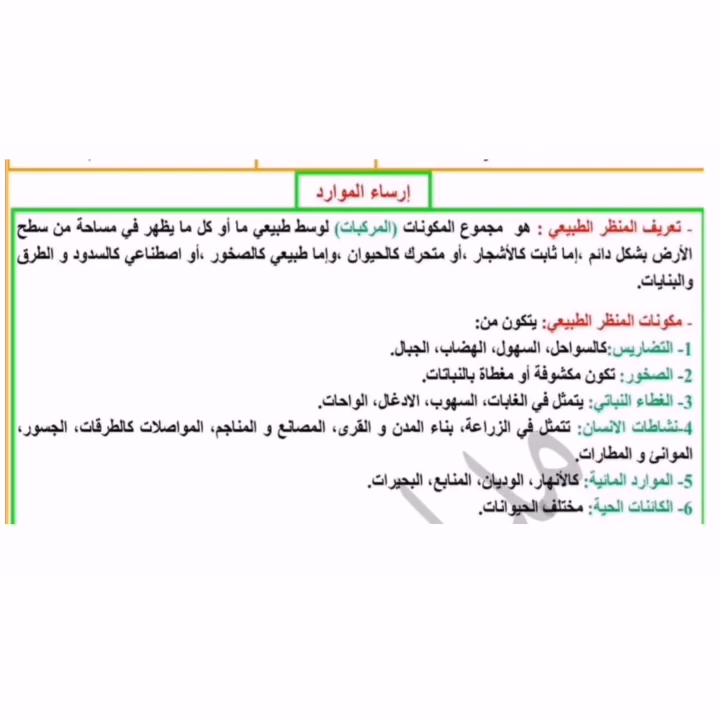 إرساء الموارد
- تعريف المنظر الطبيعي : هو مجموع المكونات (المركبات) لوسط طبيعي ما أو كل ما يظهر في مساحة من سطح
الأرض بشكل دائم ،إما ثابت كالأشجار ،أو متحرك كالحيوان ،وإما طبيعي كالصخور ،أو اصطناعي كالسدود و الطرق
والبنايات.
- مكونات المنظر الطبيعي: يتكون من:
1- التضاريس:كالسواحل، السهول، الهضاب، الجبال.
2- الصخور: تكون مكشوفة أو مغطاة بالنباتات.
3- الغطاء النباتي: يتمثل في الغابات، السهوب، الادغال، الواحات.
4-نشاطات الانسان: تتمثل في الزراعة، بناء المدن و القرى، المصانع و المناجم، المواصلات كالطرقات، الجسور،
الموانئ و المطارات.
5- الموارد المائية: كالأنهار، الوديان، المنابع، البحيرات.
6- الكائنات الحية: مختلف الحيوانات.